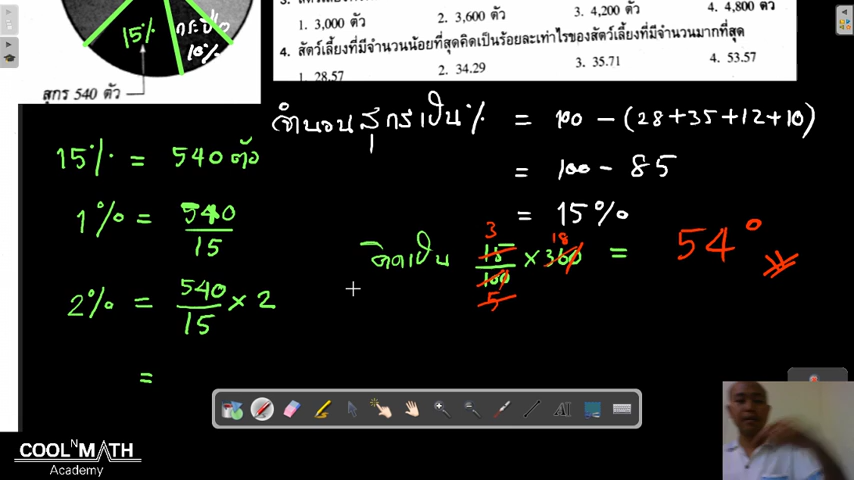 15%
กระบือ
10%
สุกร 540 ตัว
1. 3,000 ตัว 2. 3,600 ตัว 3. 4,200 ตัว 4. 4,800 ตัว
4. สัตว์เลี้ยงที่มีจำนวนน้อยที่สุดคิดเป็นร้อยละเท่าไรของสัตว์เลี้ยงที่มีจำนวนมากที่สุด
1. 28.57 2. 34.29 3. 35.71 4. 53.57
จำนวนสุกรเป็น% = 100 - (28+35+12+10)
= 100 - 85
= 15%
คิดเป็น 15/100 × 360 = 54°
3
18
5
15% = 540 ตัว
1% = 540/15
2% = 540/15 × 2
=
COOL N MATH
Academy